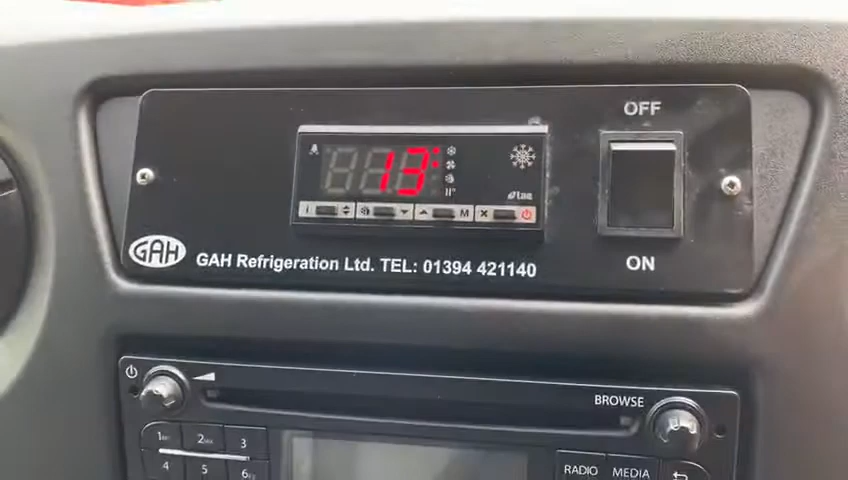 OFF
13
i
M
tae
GAH
GAH Refrigeration Ltd. TEL: 01394 421140
ON
BROWSE
1 2 3
4 5 6
RADIO MEDIA